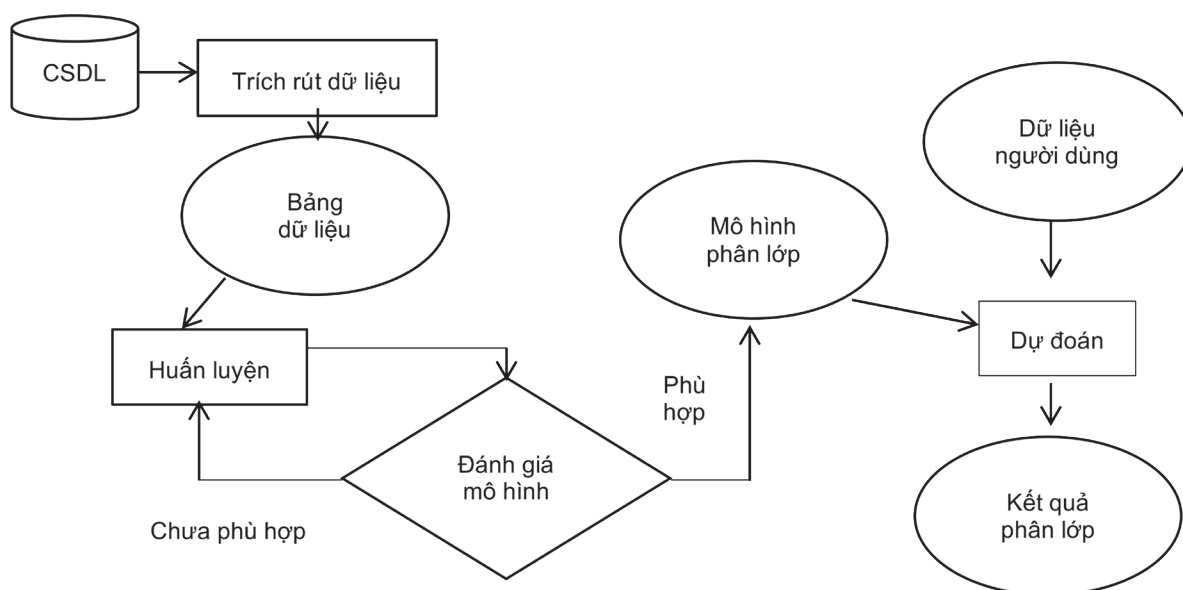 CSDL
Trích rút dữ liệu
Bảng
dữ liệu
Huấn luyện
Đánh giá
mô hình
Chưa phù hợp
Phù
hợp
Mô hình
phân lớp
Dữ liệu
người dùng
Dự đoán
Kết quả
phân lớp